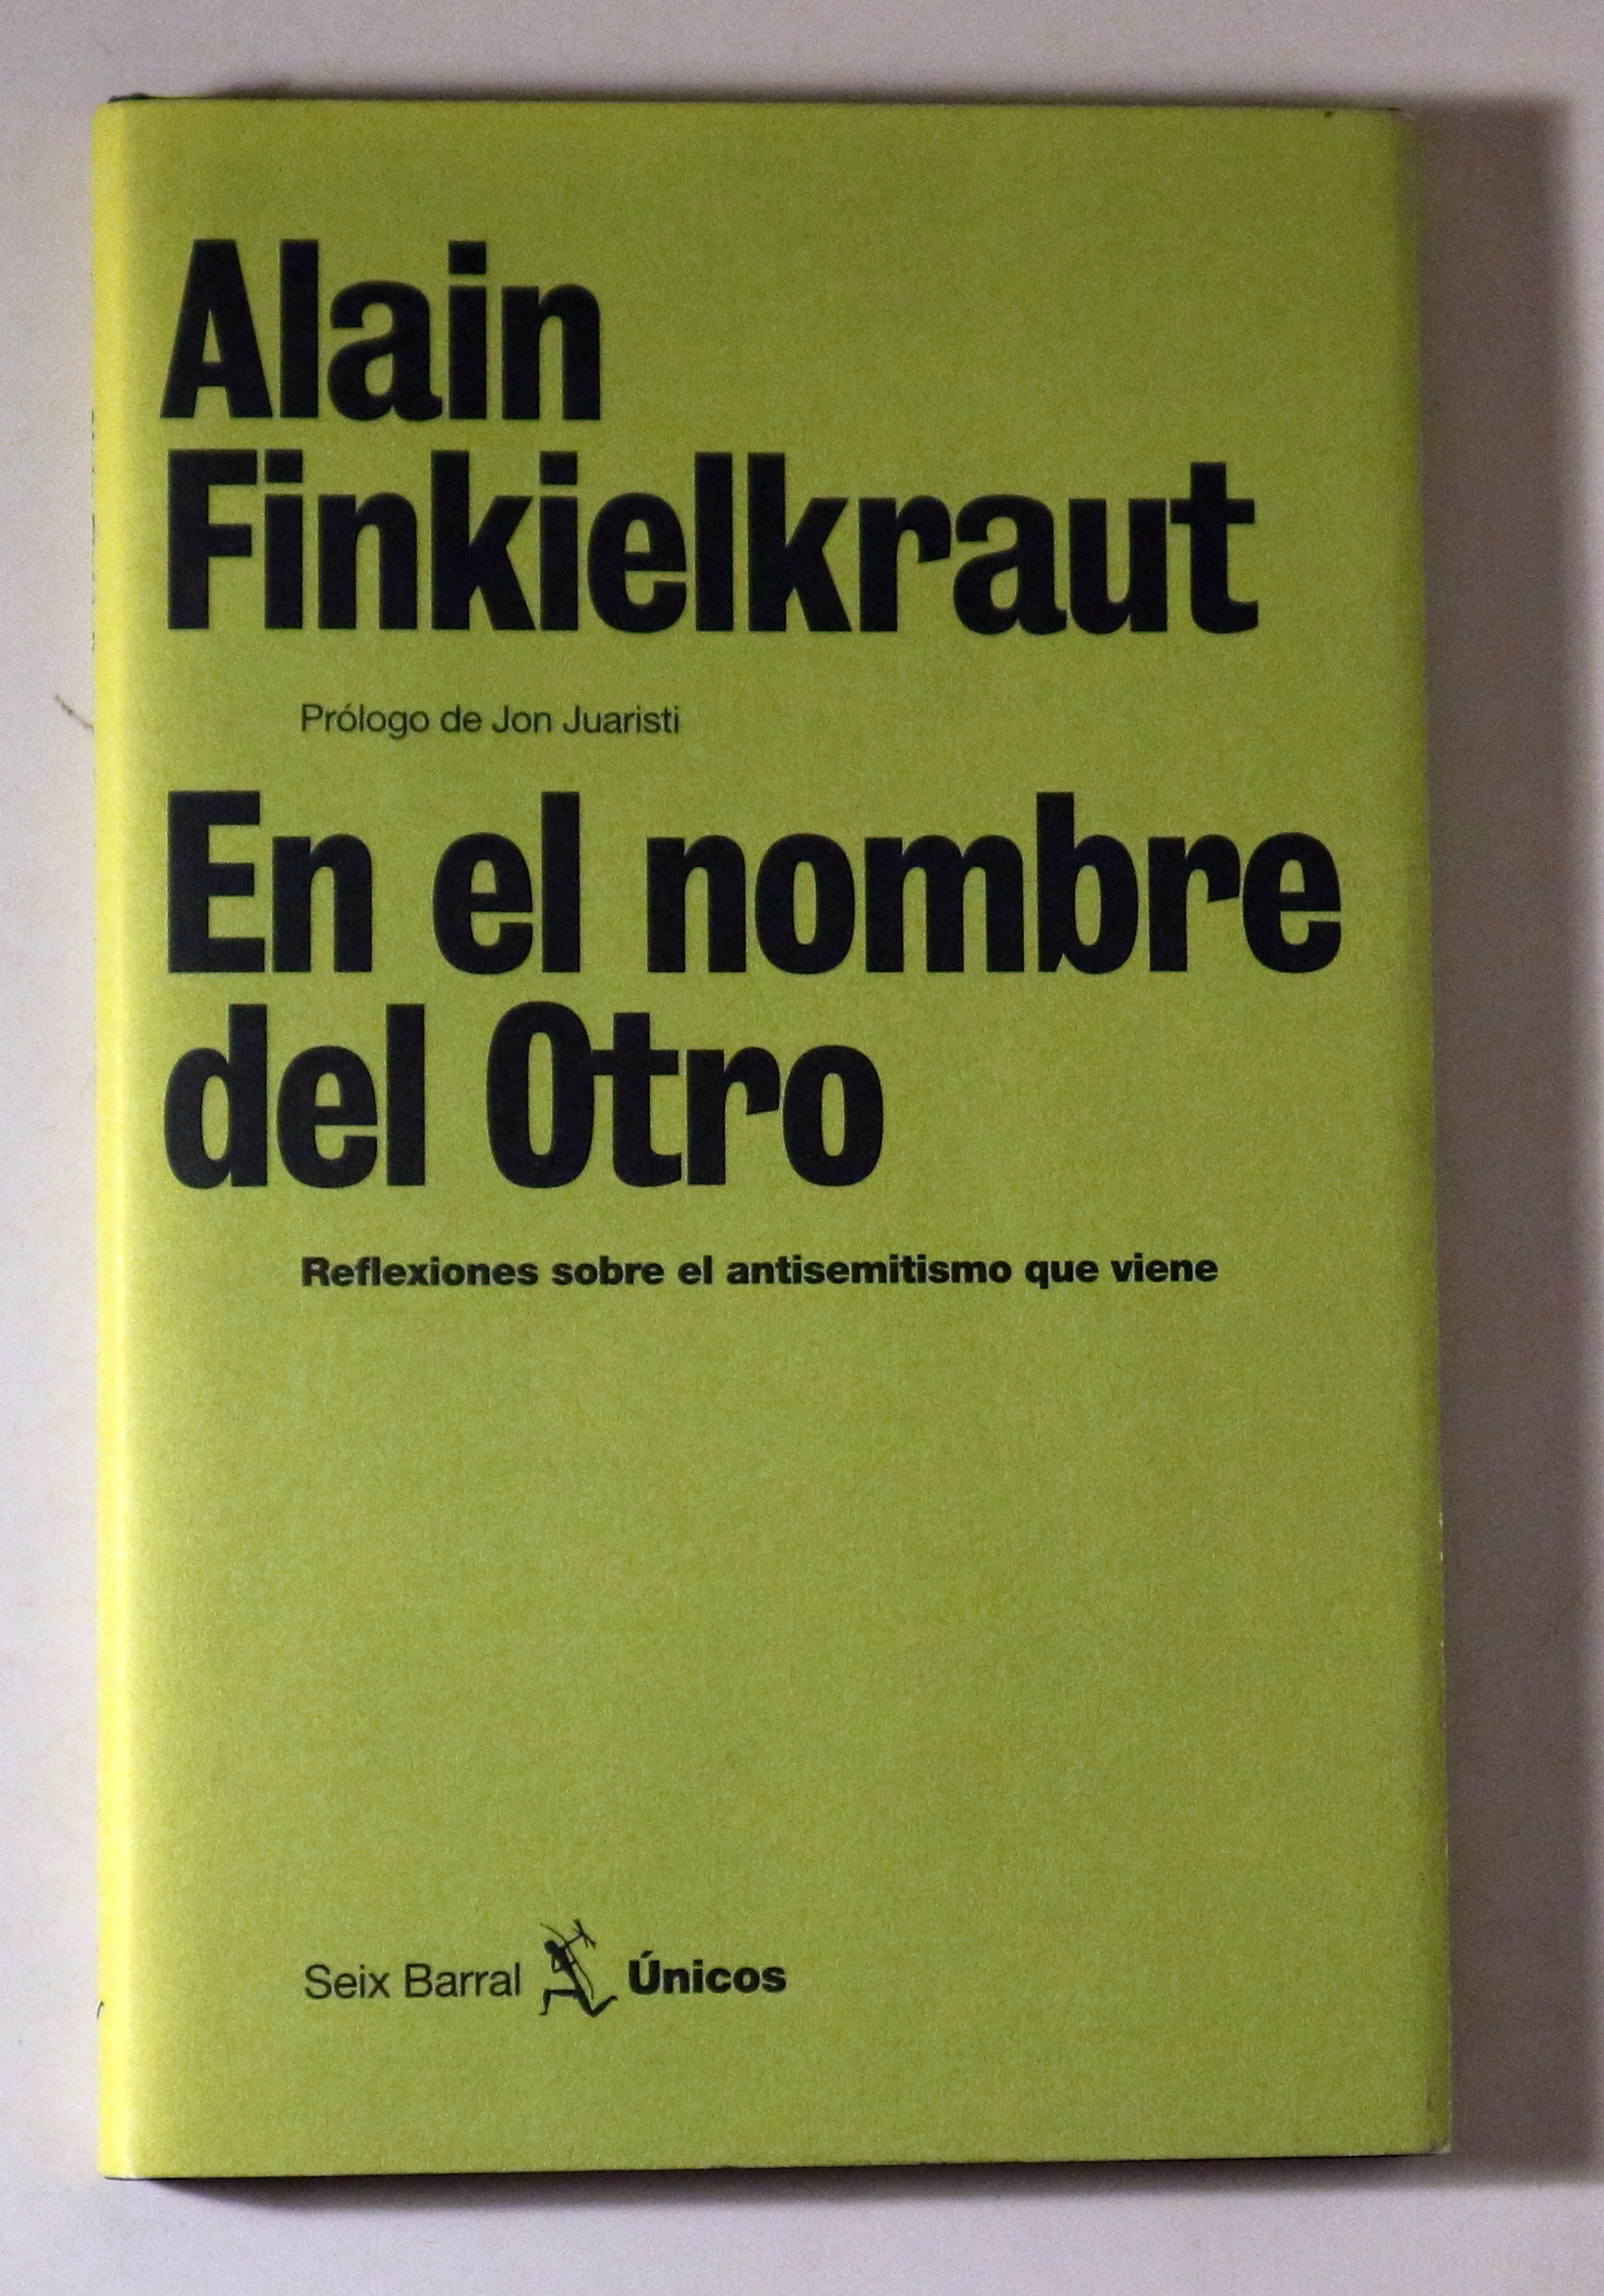 Alain
Finkielkraut
Prólogo de Jon Juaristi
En el nombre
del Otro
Reflexiones sobre el antisemitismo que viene
Seix Barral Únicos